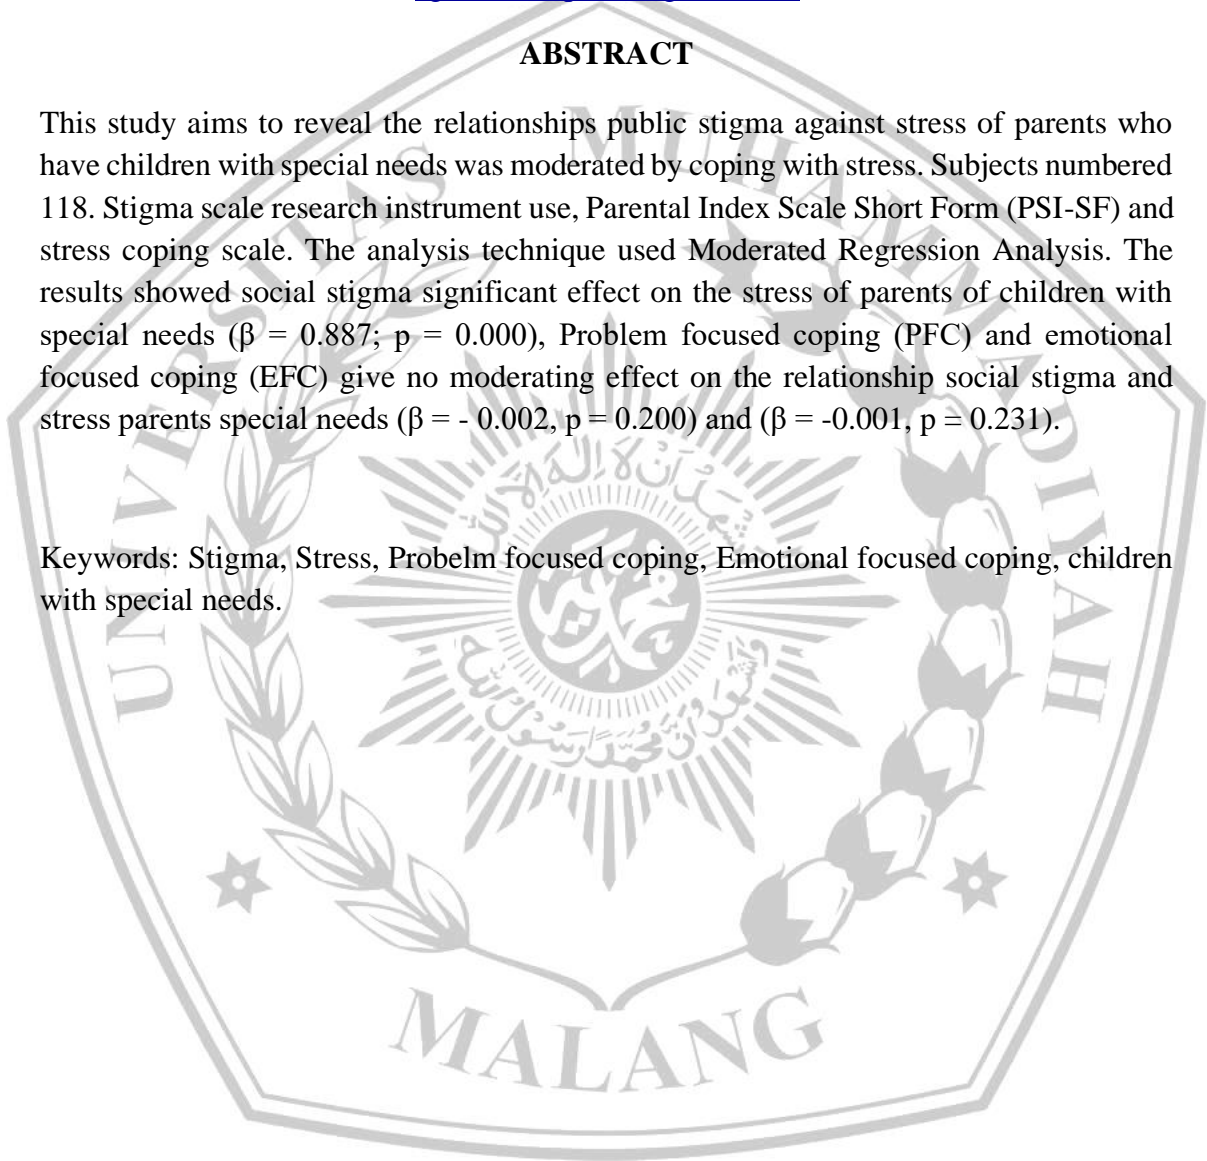 ABSTRACT
This study aims to reveal the relationships public stigma against stress of parents who
have children with special needs was moderated by coping with stress. Subjects numbered
118. Stigma scale research instrument use, Parental Index Scale Short Form (PSI-SF) and
stress coping scale. The analysis technique used Moderated Regression Analysis. The
results showed social stigma significant effect on the stress of parents of children with
special needs (β = 0.887; p = 0.000), Problem focused coping (PFC) and emotional
focused coping (EFC) give no moderating effect on the relationship social stigma and
stress parents special needs (β = - 0.002, p = 0.200) and (β = -0.001, p = 0.231).
Keywords: Stigma, Stress, Probelm focused coping, Emotional focused coping, children
with special needs.
UNIVERSITAS MUHAMMADIYAH
MALANG